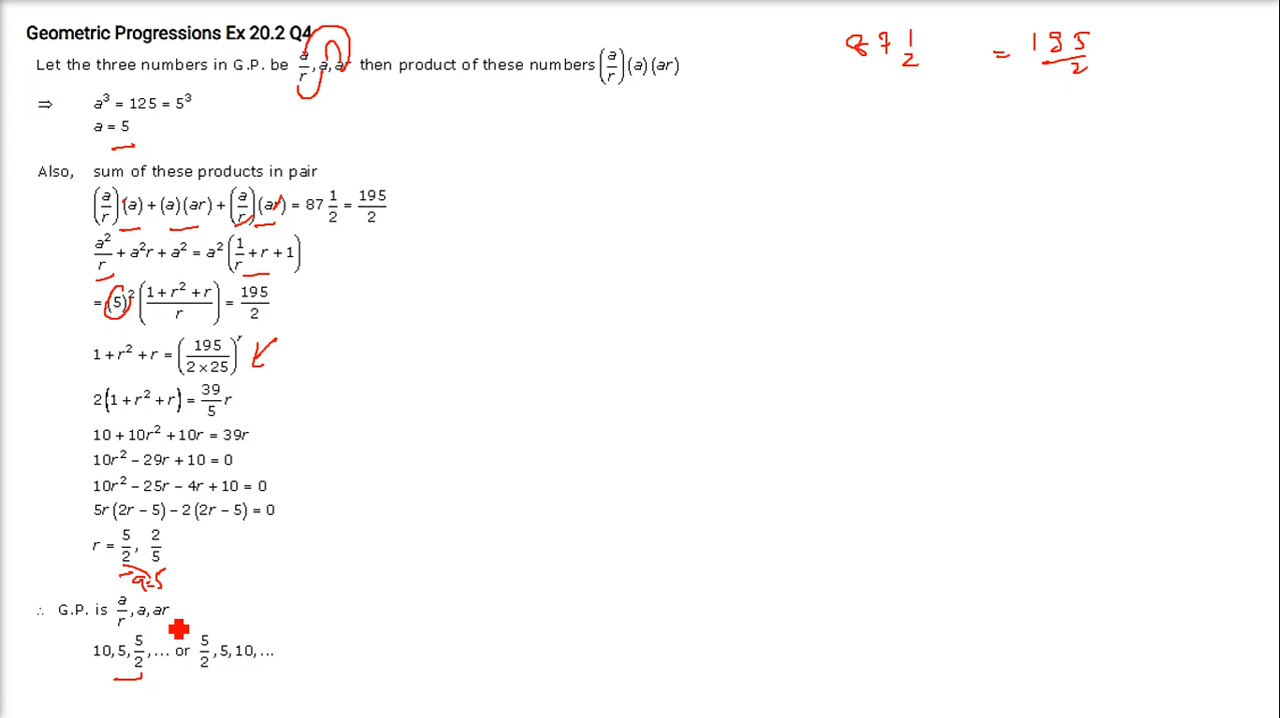 Geometric Progressions Ex 20.2 Q4
Let the three numbers in G.P. be a/r, a, ar then product of these numbers (a/r)(a)(ar)
⇒ a³ = 125 = 5³
a = 5
Also, sum of these products in pair
(a/r)(a) + (a)(ar) + (a/r)(ar) = 87 1/2 = 195/2
a²/r + a²r + a² = a²(1/r + r + 1)
= (5)²((1 + r² + r)/r) = 195/2
1 + r² + r = (195/(2 × 25))^r
2(1 + r² + r) = 39/5 r
10 + 10r² + 10r = 39r
10r² − 29r + 10 = 0
10r² − 25r − 4r + 10 = 0
5r(2r − 5) − 2(2r − 5) = 0
r = 5/2, 2/5
a=5
∴ G.P. is a/r, a, ar
10, 5, 5/2, ... or 5/2, 5, 10, ...
87 1/2 = 195/2